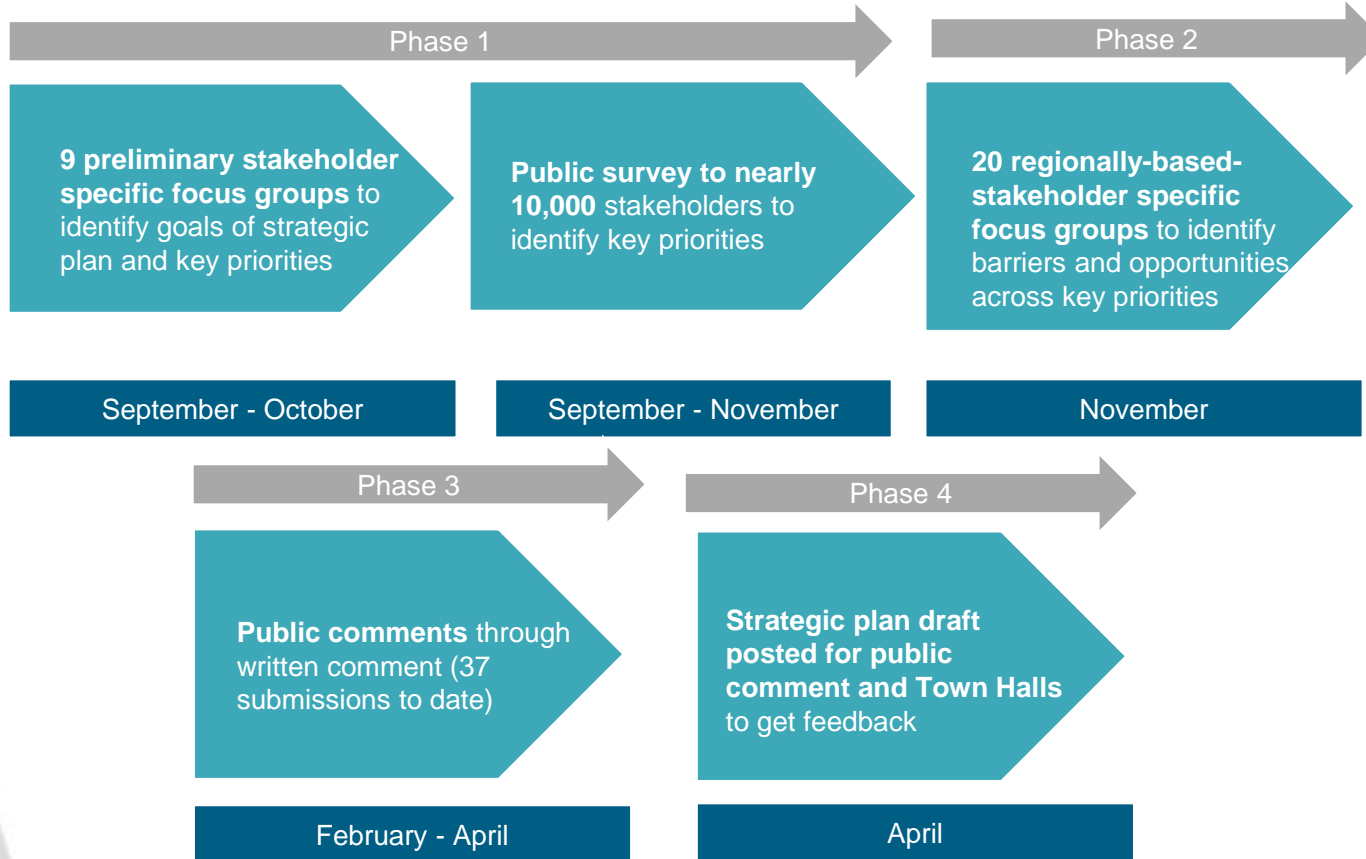 Phase 1
Phase 2
9 preliminary stakeholder
specific focus groups to
identify goals of strategic
plan and key priorities
Public survey to nearly
10,000 stakeholders to
identify key priorities
20 regionally-based-
stakeholder specific
focus groups to identify
barriers and opportunities
across key priorities
September - October
September - November
November
Phase 3
Phase 4
Public comments through
written comment (37
submissions to date)
Strategic plan draft
posted for public
comment and Town Halls
to get feedback
February - April
April